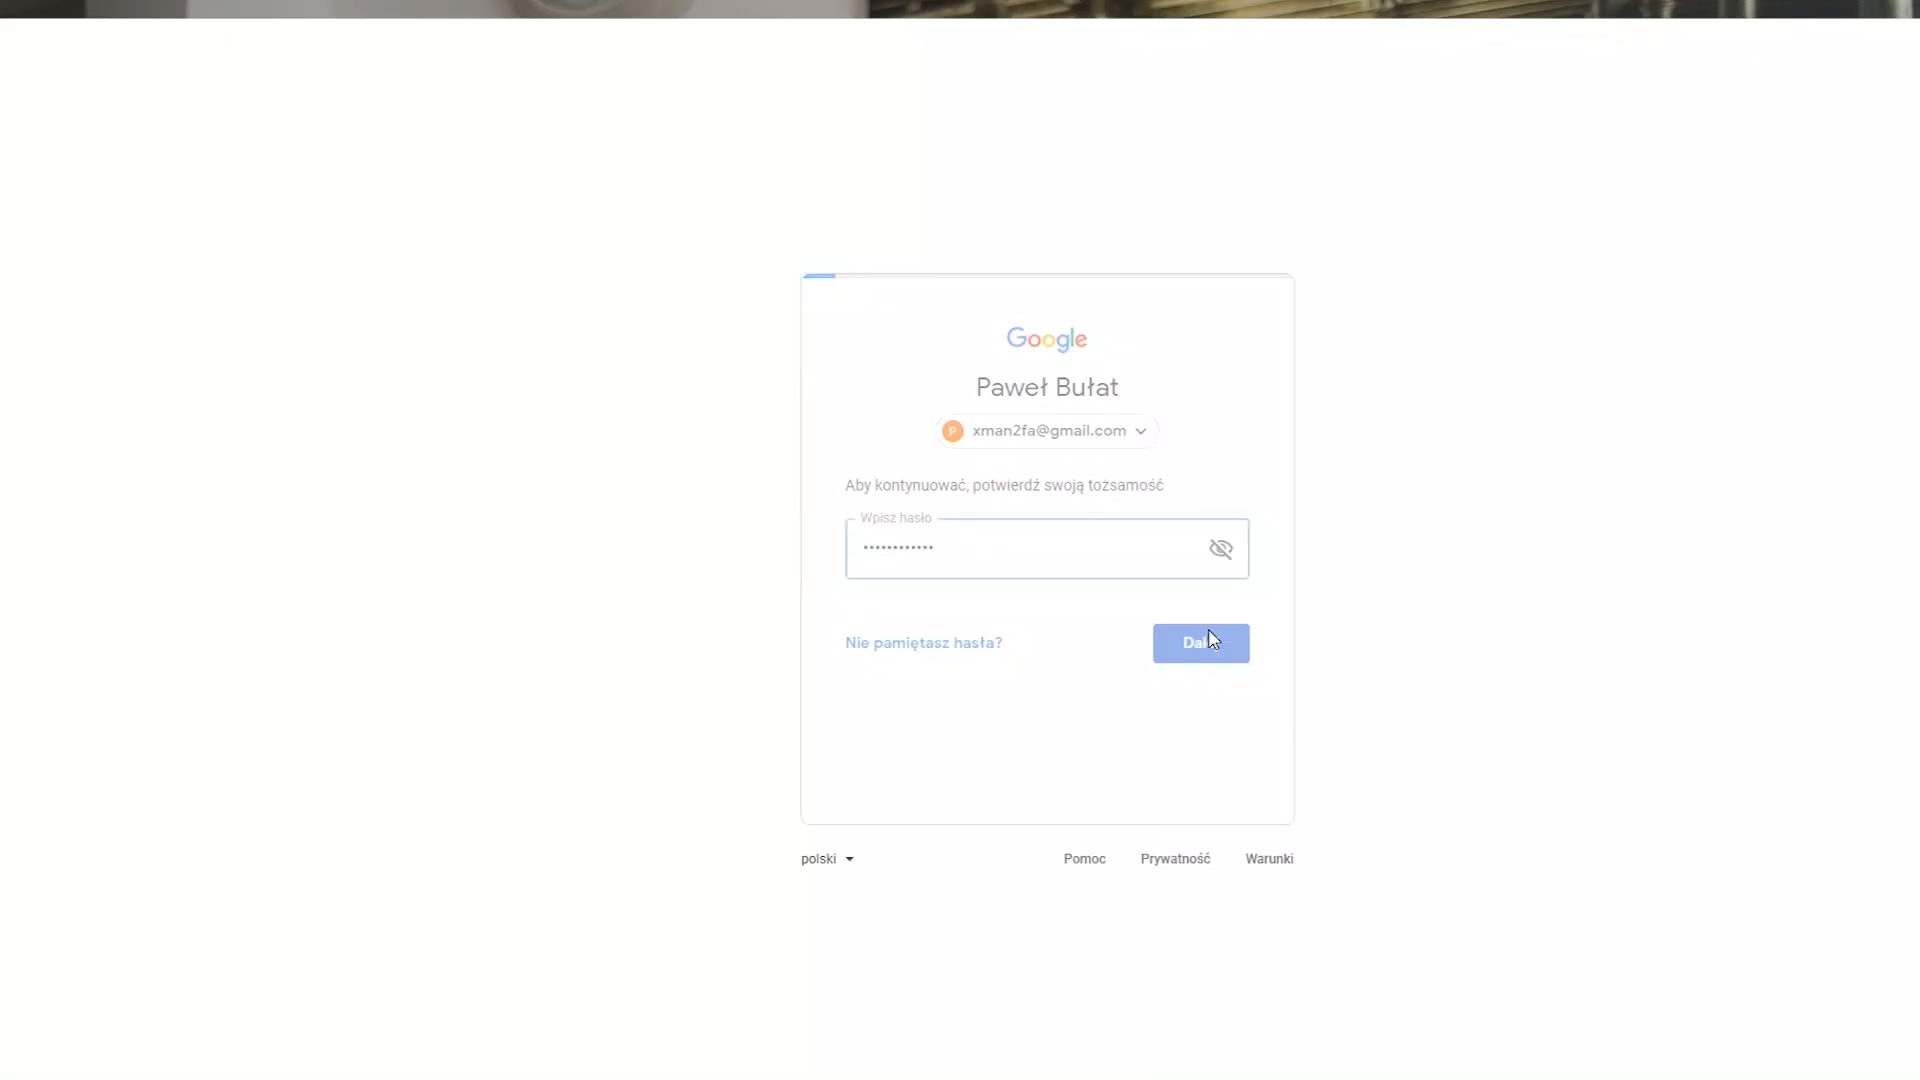 Google
Paweł Bułat
P xman2fa@gmail.com
Aby kontynuować, potwierdź swoją tożsamość
Wpisz hasło
••••••••••••
Nie pamiętasz hasła?
polski
Pomoc Prywatność Warunki